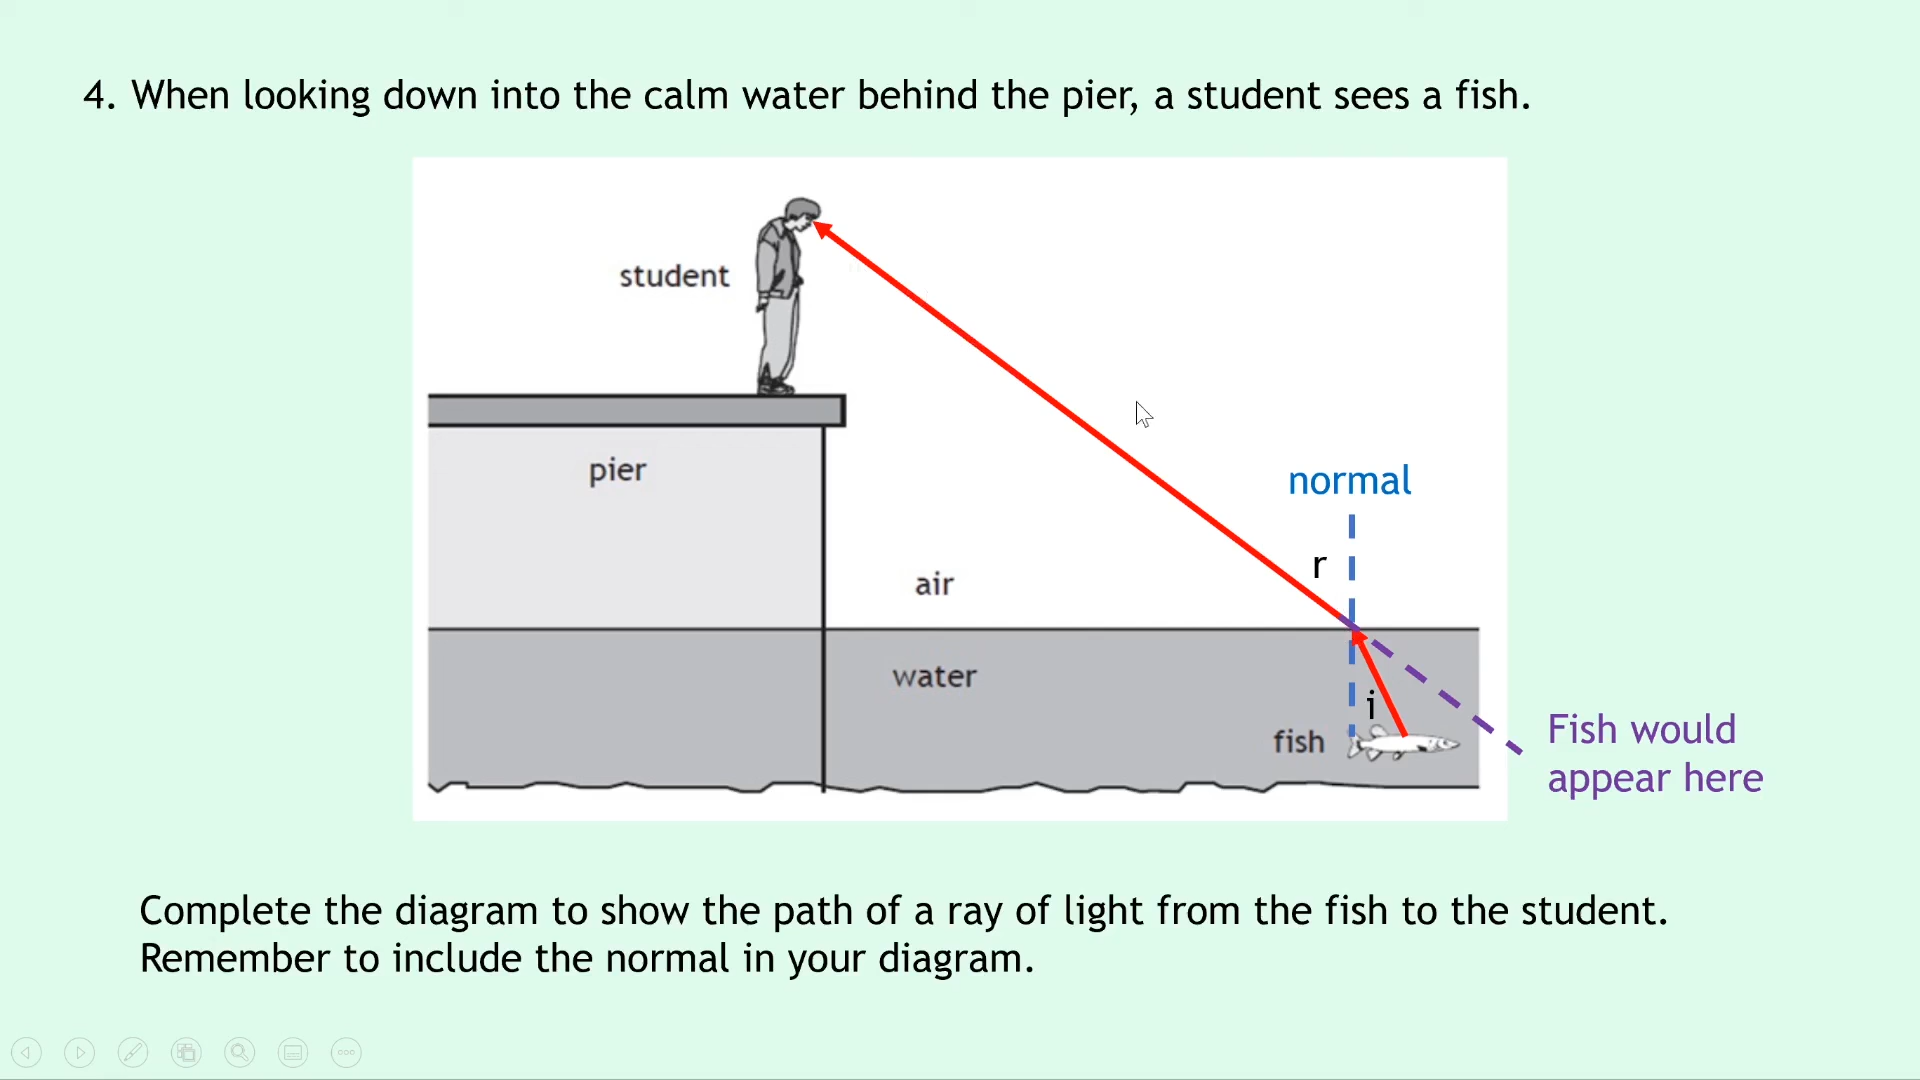 4. When looking down into the calm water behind the pier, a student sees a fish.
student
pier
normal
r
air
water
i
fish
Fish would
appear here
Complete the diagram to show the path of a ray of light from the fish to the student.
Remember to include the normal in your diagram.